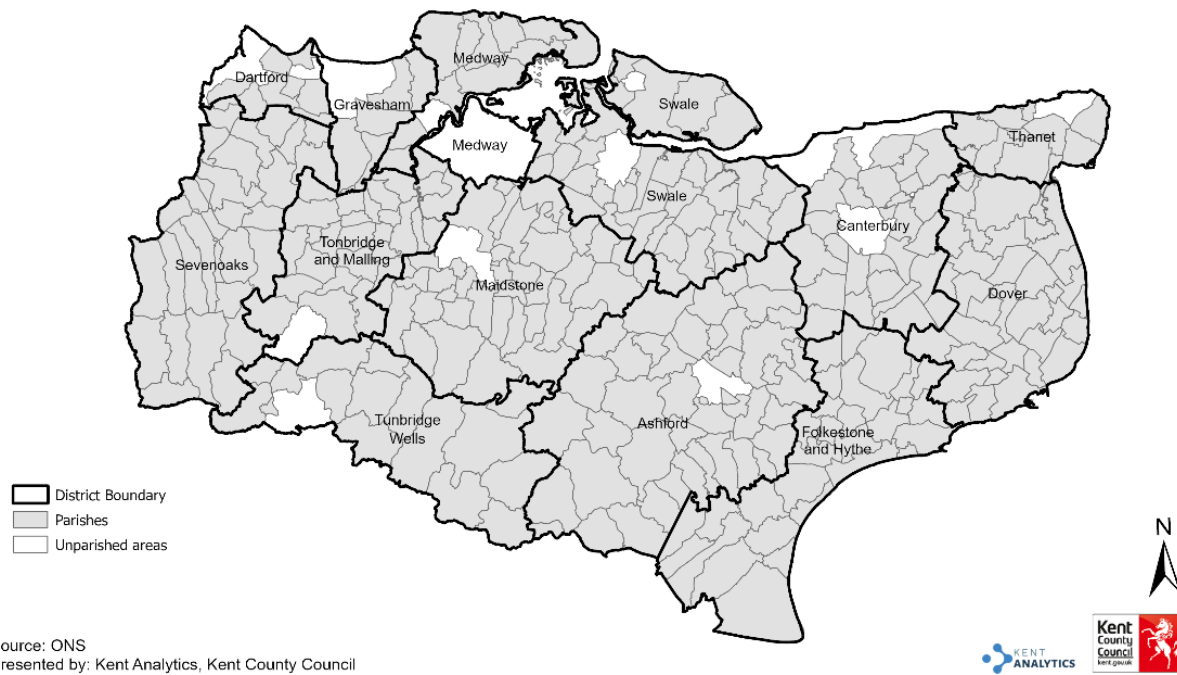 Medway
Dartford
Gravesham
Swale
Medway
Thanet
Swale
Canterbury
Tonbridge
and Malling
Sevenoaks
Maidstone
Dover
Tunbridge
Wells
Ashford
Folkestone
and Hythe
District Boundary
Parishes
Unparished areas
N
ource: ONS
resented by: Kent Analytics, Kent County Council
KENT
ANALYTICS
Kent
County
Council
kent.gov.uk